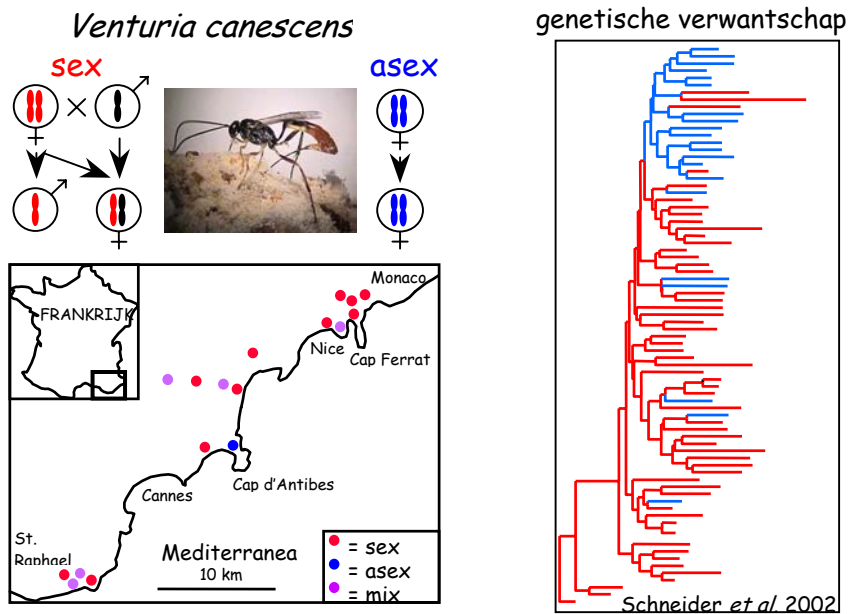 Venturia canescens
sex
asex
♂
×
♀
♀
♂
♀
♀
FRANKRIJK
Monaco
Nice
Cap Ferrat
Cap d'Antibes
Cannes
St.
Raphael
Mediterranea
10 km
= sex
= asex
= mix
genetische verwantschap
Schneider et al 2002